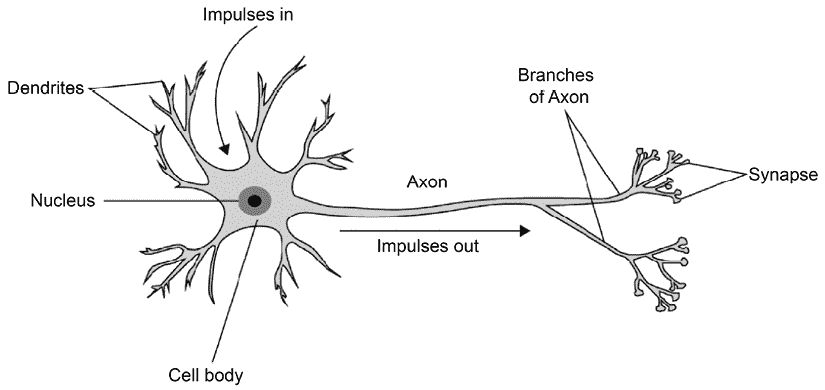 Impulses in
Dendrites
Branches
of Axon
Axon
Synapse
Nucleus
Impulses out
Cell body